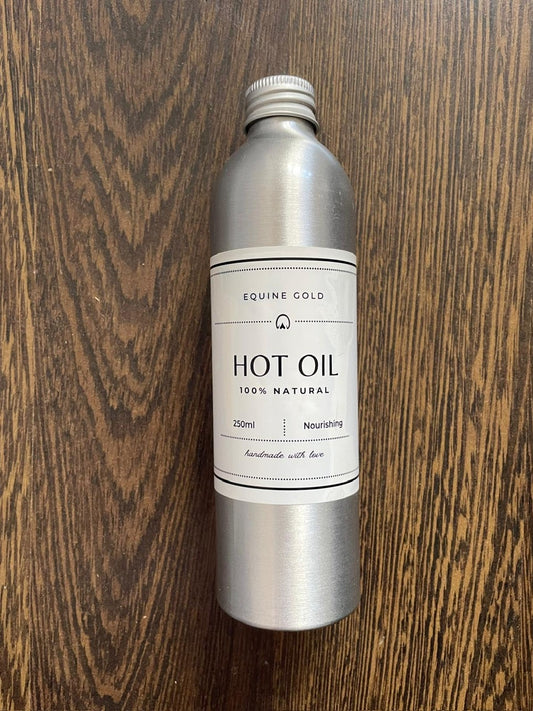 EQUINE GOLD
HOT OIL
100% NATURAL
250ml Nourishing
handmade with love